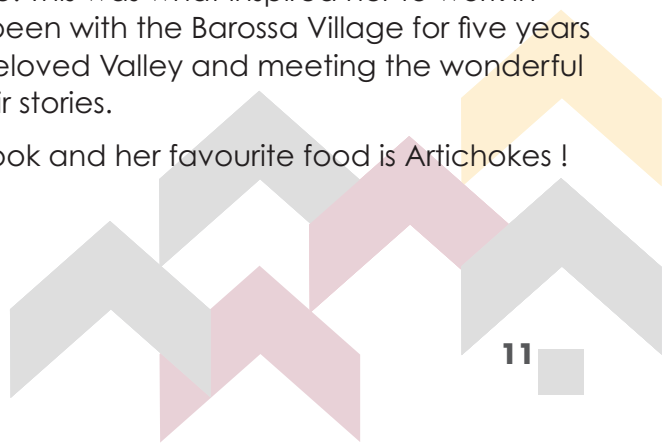 been with the Barossa Village for five years
eloved Valley and meeting the wonderful
ir stories.
ook and her favourite food is Artichokes !
11